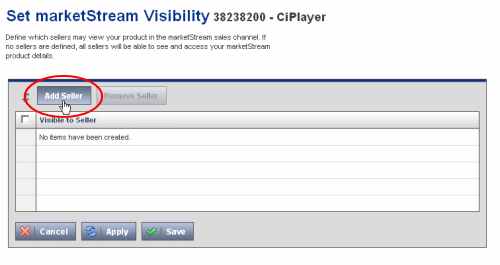 Set marketStream Visibility 38238200 - CiPlayer
Define which sellers may view your product in the marketStream sales channel. If
no sellers are defined, all sellers will be able to see and access your marketStream
product details.
Add Seller Remove Seller
Visible to Seller
No items have been created.
Cancel Apply Save